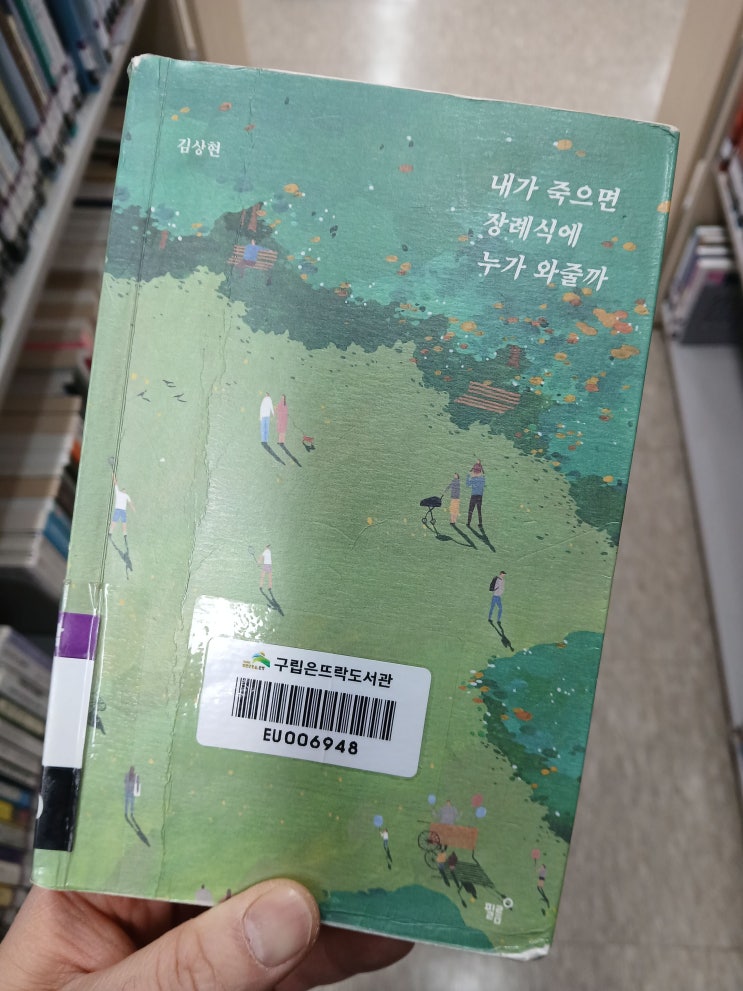 김상현
내가 죽으면
장례식에
누가 와줄까
구립은뜨락도서관
EU006948
필름